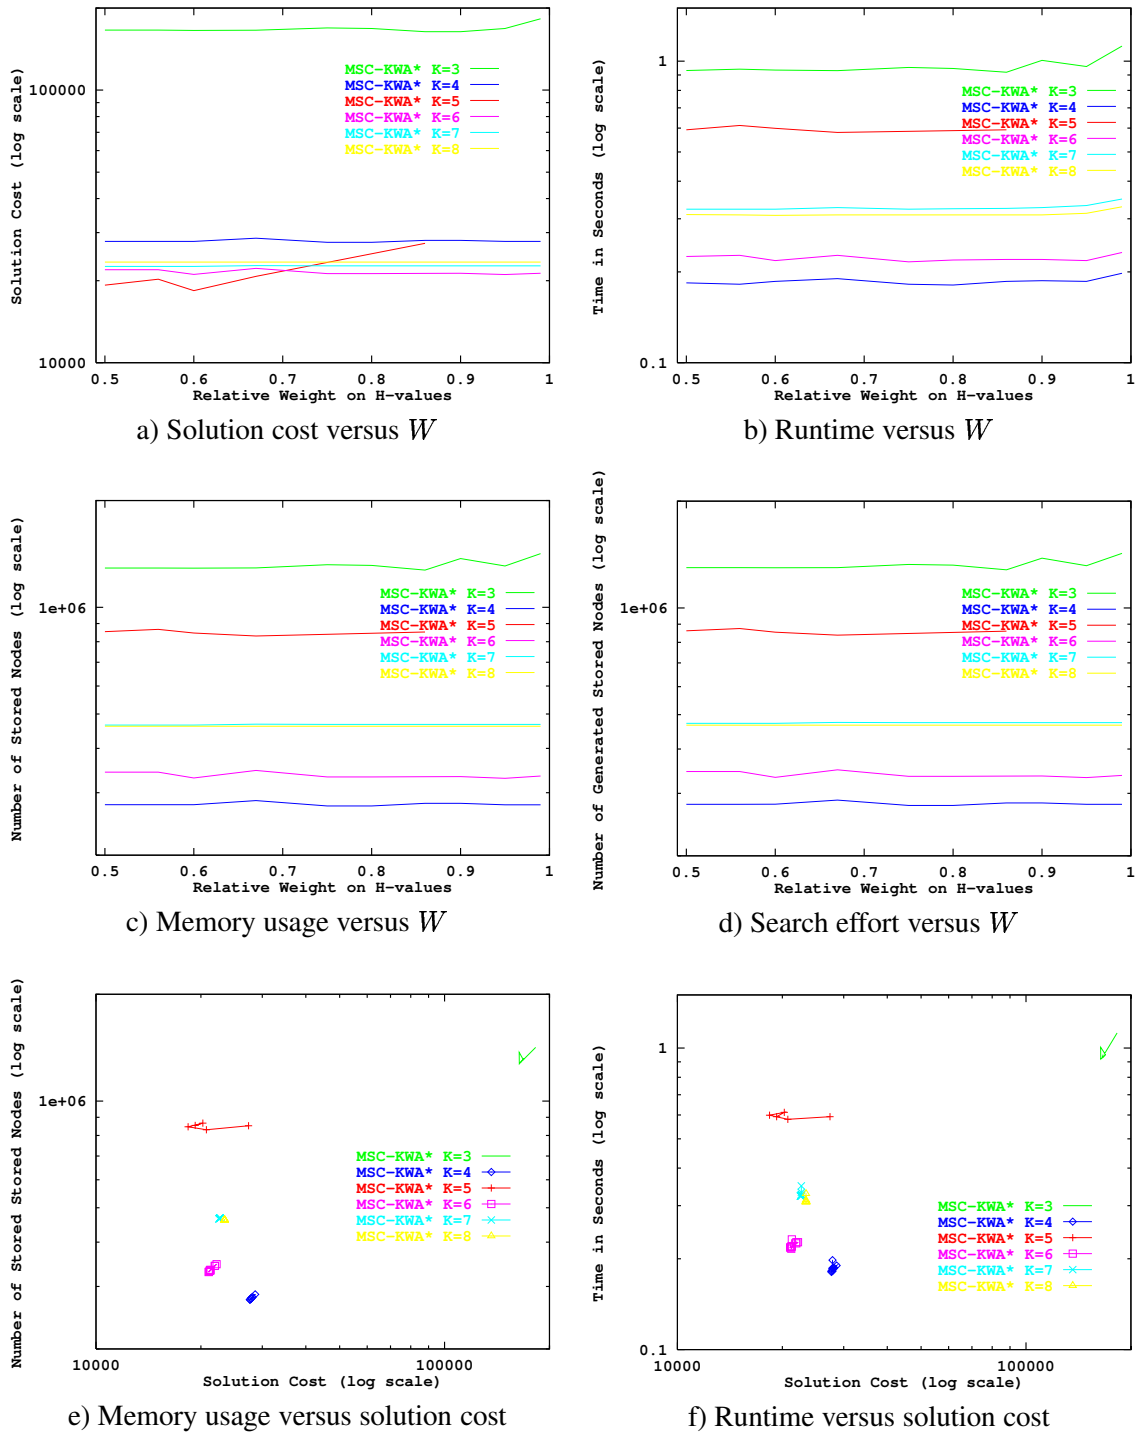 Solution Cost (log scale)
100000
10000
MSC-KWA* K=3
MSC-KWA* K=4
MSC-KWA* K=5
MSC-KWA* K=6
MSC-KWA* K=7
MSC-KWA* K=8
0.5 0.6 0.7 0.8 0.9 1
Relative Weight on H-values
a) Solution cost versus W
Time in Seconds (log scale)
1
0.1
MSC-KWA* K=3
MSC-KWA* K=4
MSC-KWA* K=5
MSC-KWA* K=6
MSC-KWA* K=7
MSC-KWA* K=8
0.5 0.6 0.7 0.8 0.9 1
Relative Weight on H-values
b) Runtime versus W
Number of Stored Nodes (log scale)
1e+06
MSC-KWA* K=3
MSC-KWA* K=4
MSC-KWA* K=5
MSC-KWA* K=6
MSC-KWA* K=7
MSC-KWA* K=8
0.5 0.6 0.7 0.8 0.9 1
Relative Weight on H-values
c) Memory usage versus W
Number of Generated Stored Nodes (log scale)
1e+06
MSC-KWA* K=3
MSC-KWA* K=4
MSC-KWA* K=5
MSC-KWA* K=6
MSC-KWA* K=7
MSC-KWA* K=8
0.5 0.6 0.7 0.8 0.9 1
Relative Weight on H-values
d) Search effort versus W
Number of Stored Stored Nodes (log scale)
1e+06
MSC-KWA* K=3
MSC-KWA* K=4
MSC-KWA* K=5
MSC-KWA* K=6
MSC-KWA* K=7
MSC-KWA* K=8
10000 100000
Solution Cost (log scale)
e) Memory usage versus solution cost
Time in Seconds (log scale)
1
0.1
MSC-KWA* K=3
MSC-KWA* K=4
MSC-KWA* K=5
MSC-KWA* K=6
MSC-KWA* K=7
MSC-KWA* K=8
10000 100000
Solution Cost (log scale)
f) Runtime versus solution cost